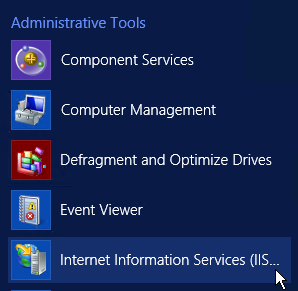 Administrative Tools
Component Services
Computer Management
Defragment and Optimize Drives
Event Viewer
Internet Information Services (IIS...